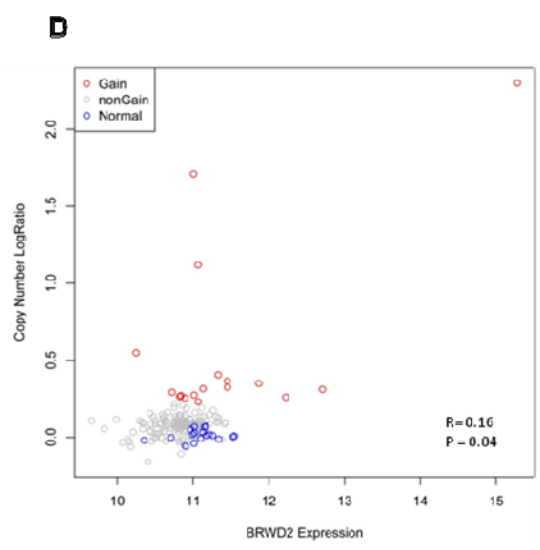 D
Gain
nonGain
Normal
Copy Number LogRatio
2.0
1.5
1.0
0.5
0.0
R=0.16
P=0.04
10 11 12 13 14 15
BRWD2 Expression